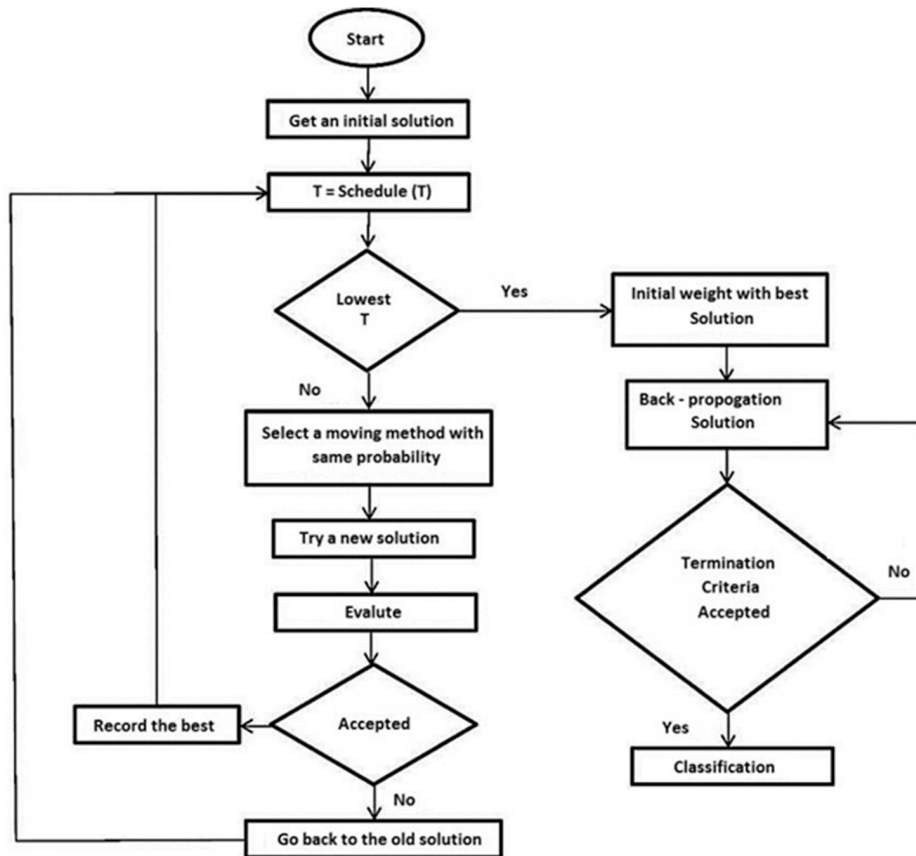 Start
Get an initial solution
T = Schedule (T)
Lowest
T
Yes
No
Select a moving method with
same probability
Try a new solution
Evalute
Accepted
Record the best
No
Go back to the old solution
Initial weight with best
Solution
Back - propogation
Solution
Termination
Criteria
Accepted
No
Yes
Classification